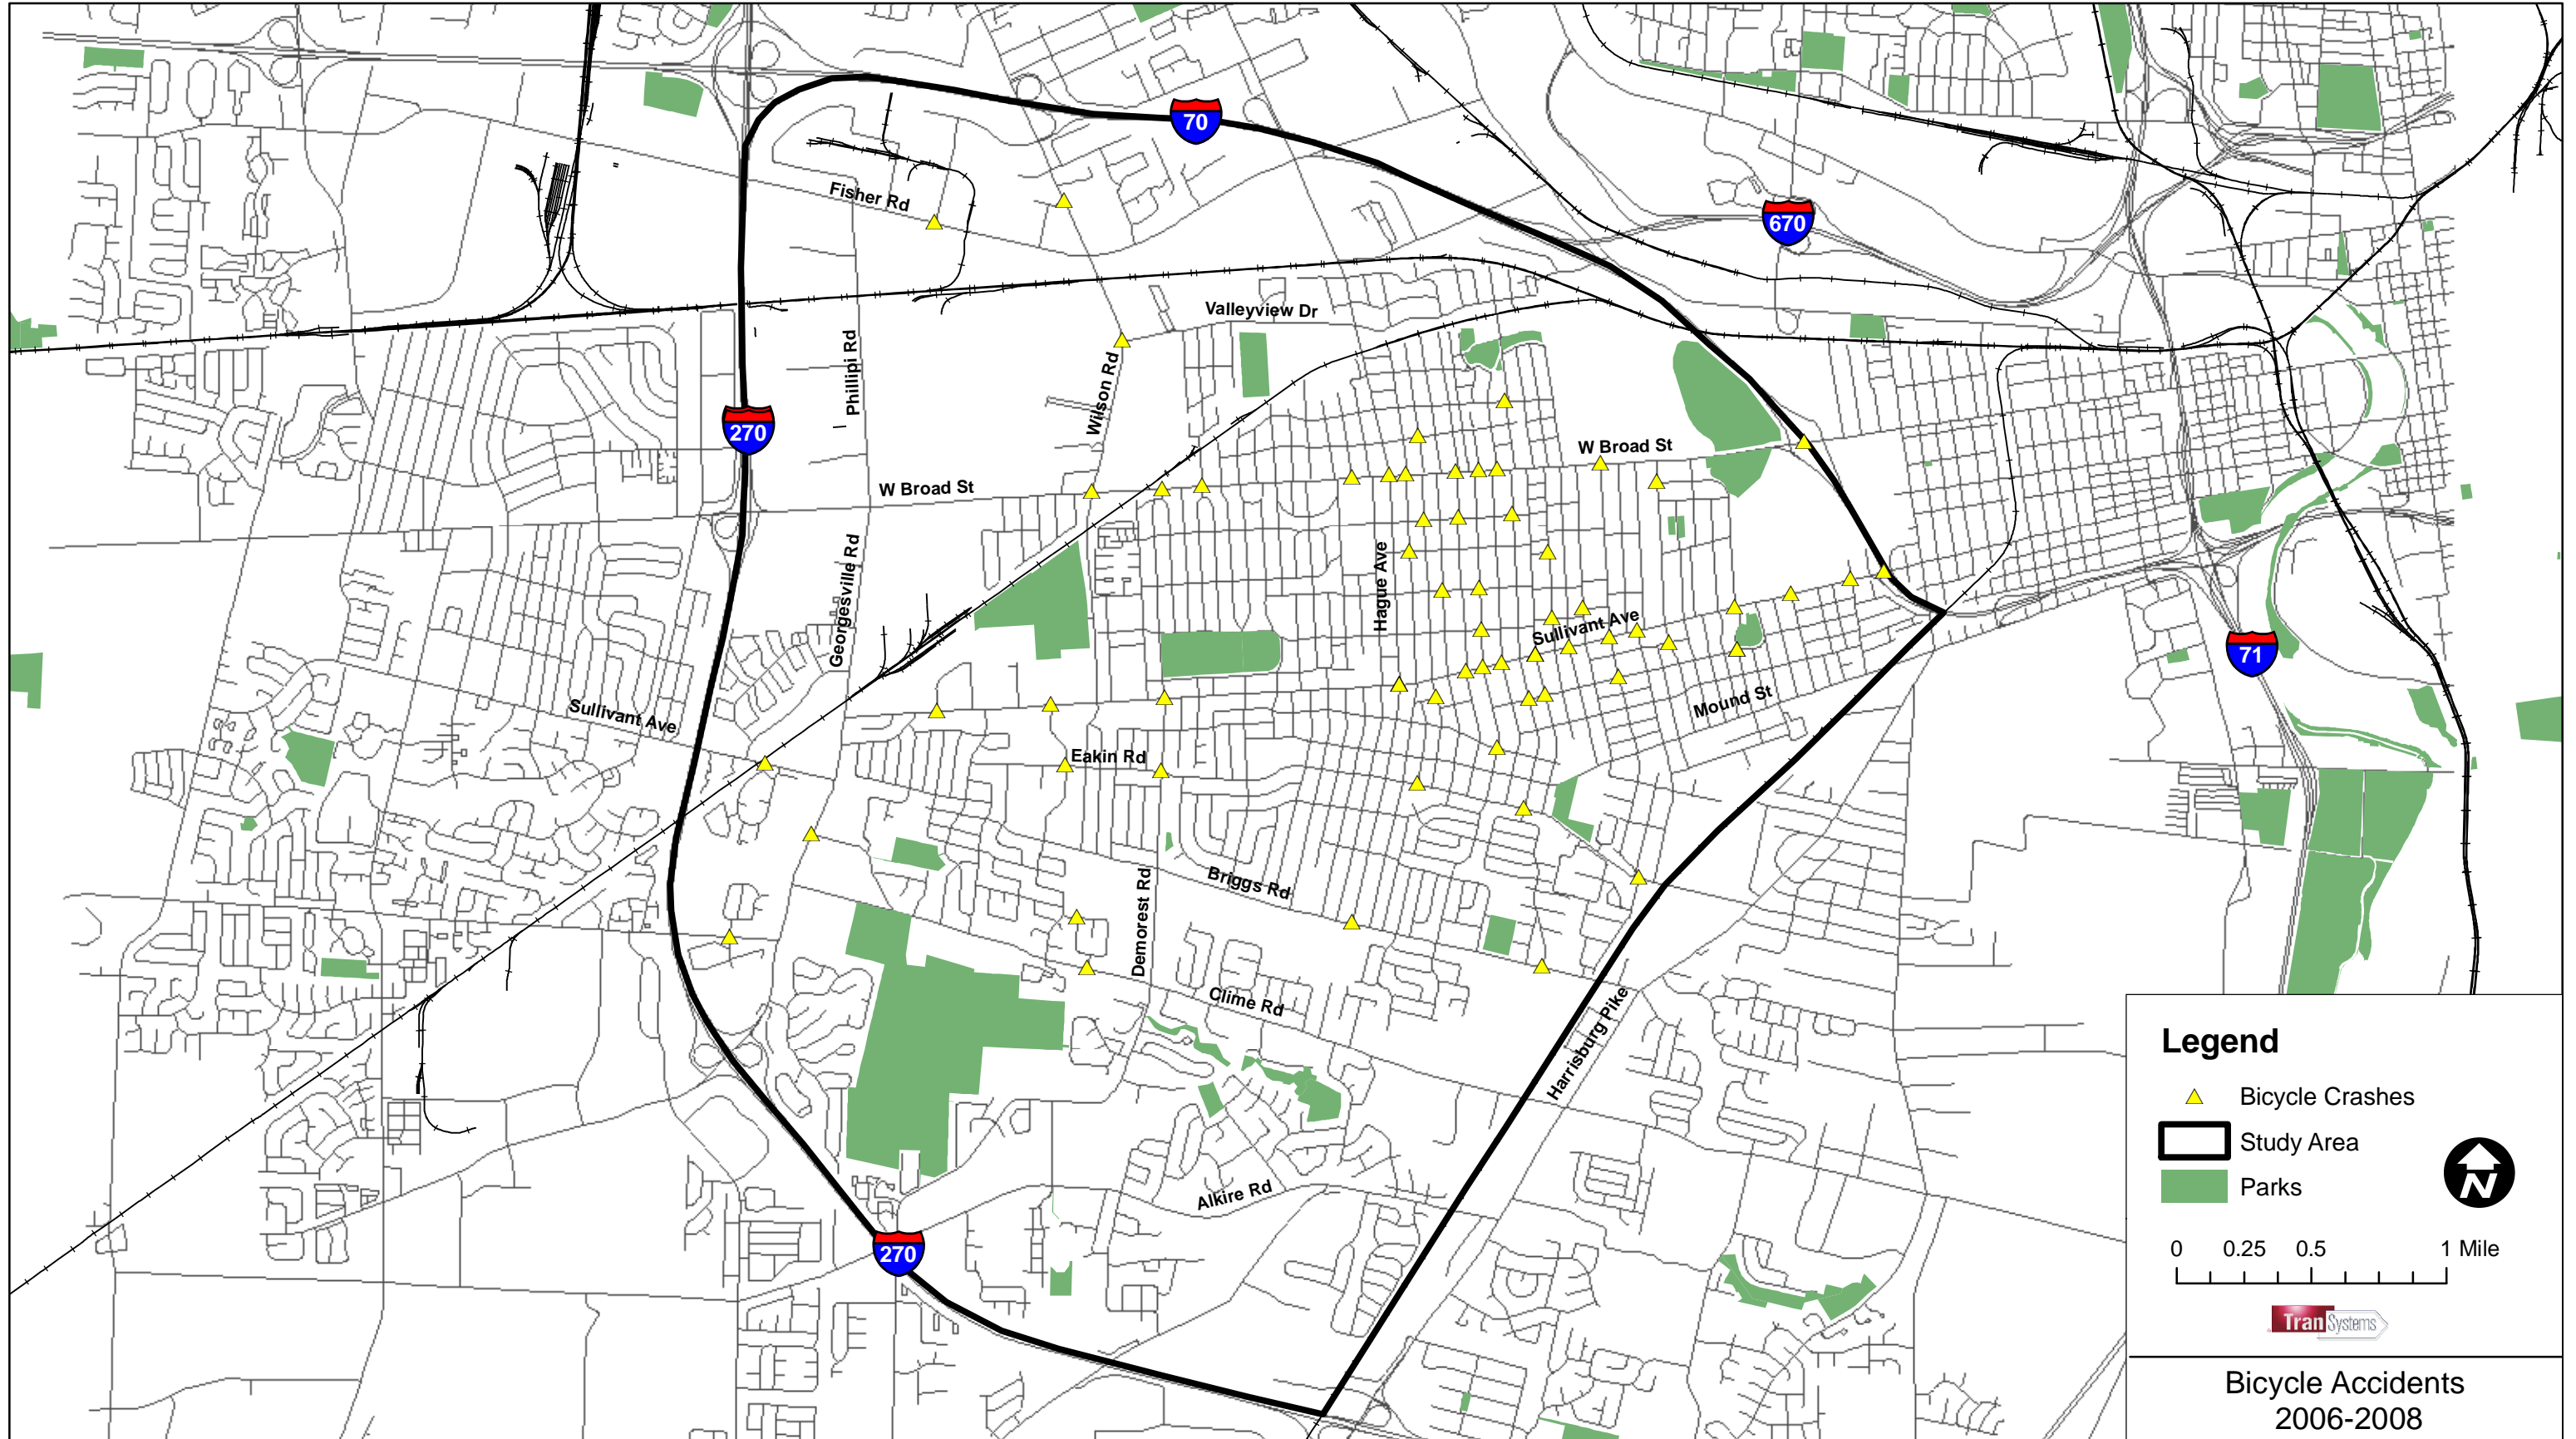 70
670
Fisher Rd
Valleyview Dr
Phillipi Rd
Wilson Rd
270
W Broad St
W Broad St
Georgesville Rd
Hague Ave
Sullivant Ave
71
Sullivant Ave
Mound St
Eakin Rd
Briggs Rd
Demorest Rd
Clime Rd
Harrisburg Pike
Alkire Rd
270
Legend
Bicycle Crashes
Study Area
Parks
N
0 0.25 0.5 1 Mile
TranSystems
Bicycle Accidents
2006-2008